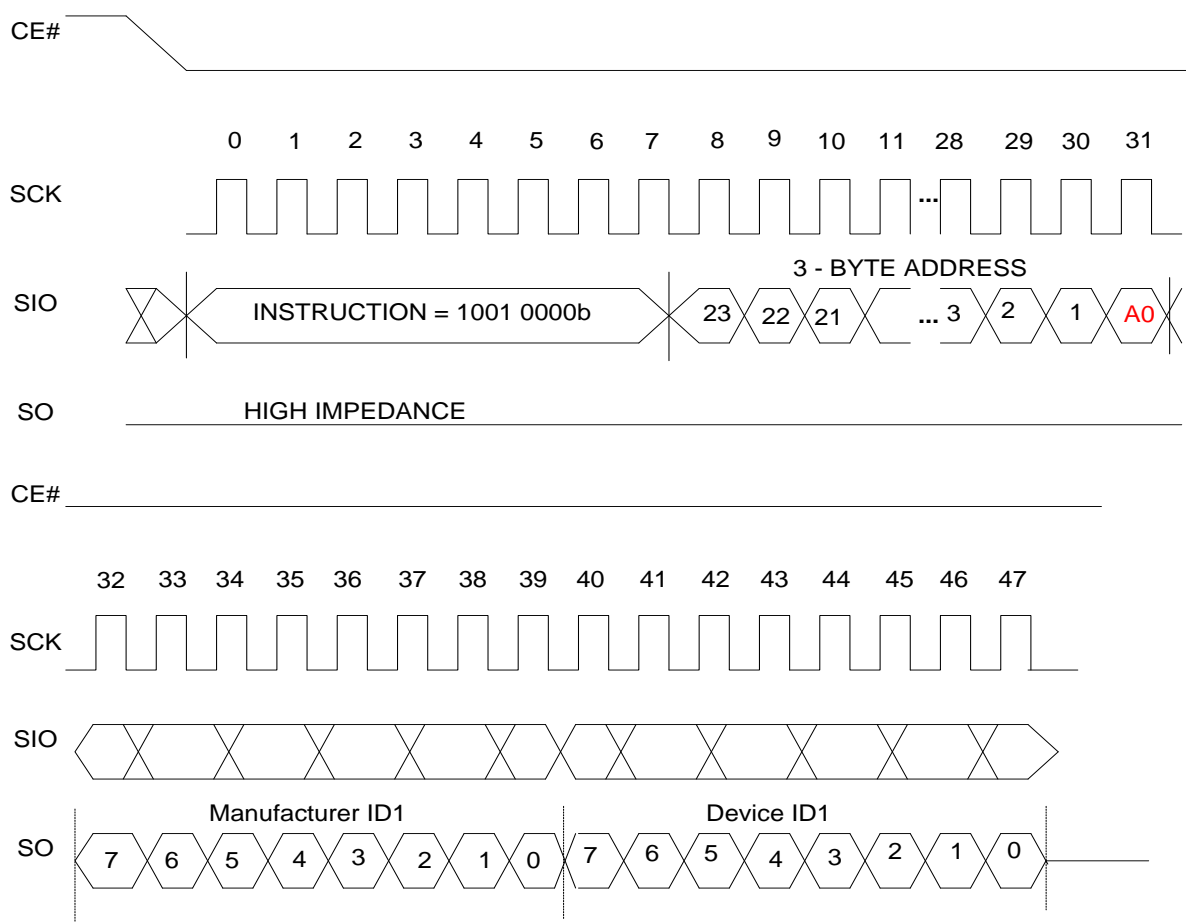 CE#
0 1 2 3 4 5 6 7 8 9 10 11 28 29 30 31
SCK ...
3 - BYTE ADDRESS
SIO INSTRUCTION = 1001 0000b 23 22 21 ... 3 2 1 A0
SO HIGH IMPEDANCE
CE#
32 33 34 35 36 37 38 39 40 41 42 43 44 45 46 47
SCK
SIO
Manufacturer ID1 Device ID1
SO 7 6 5 4 3 2 1 0 7 6 5 4 3 2 1 0